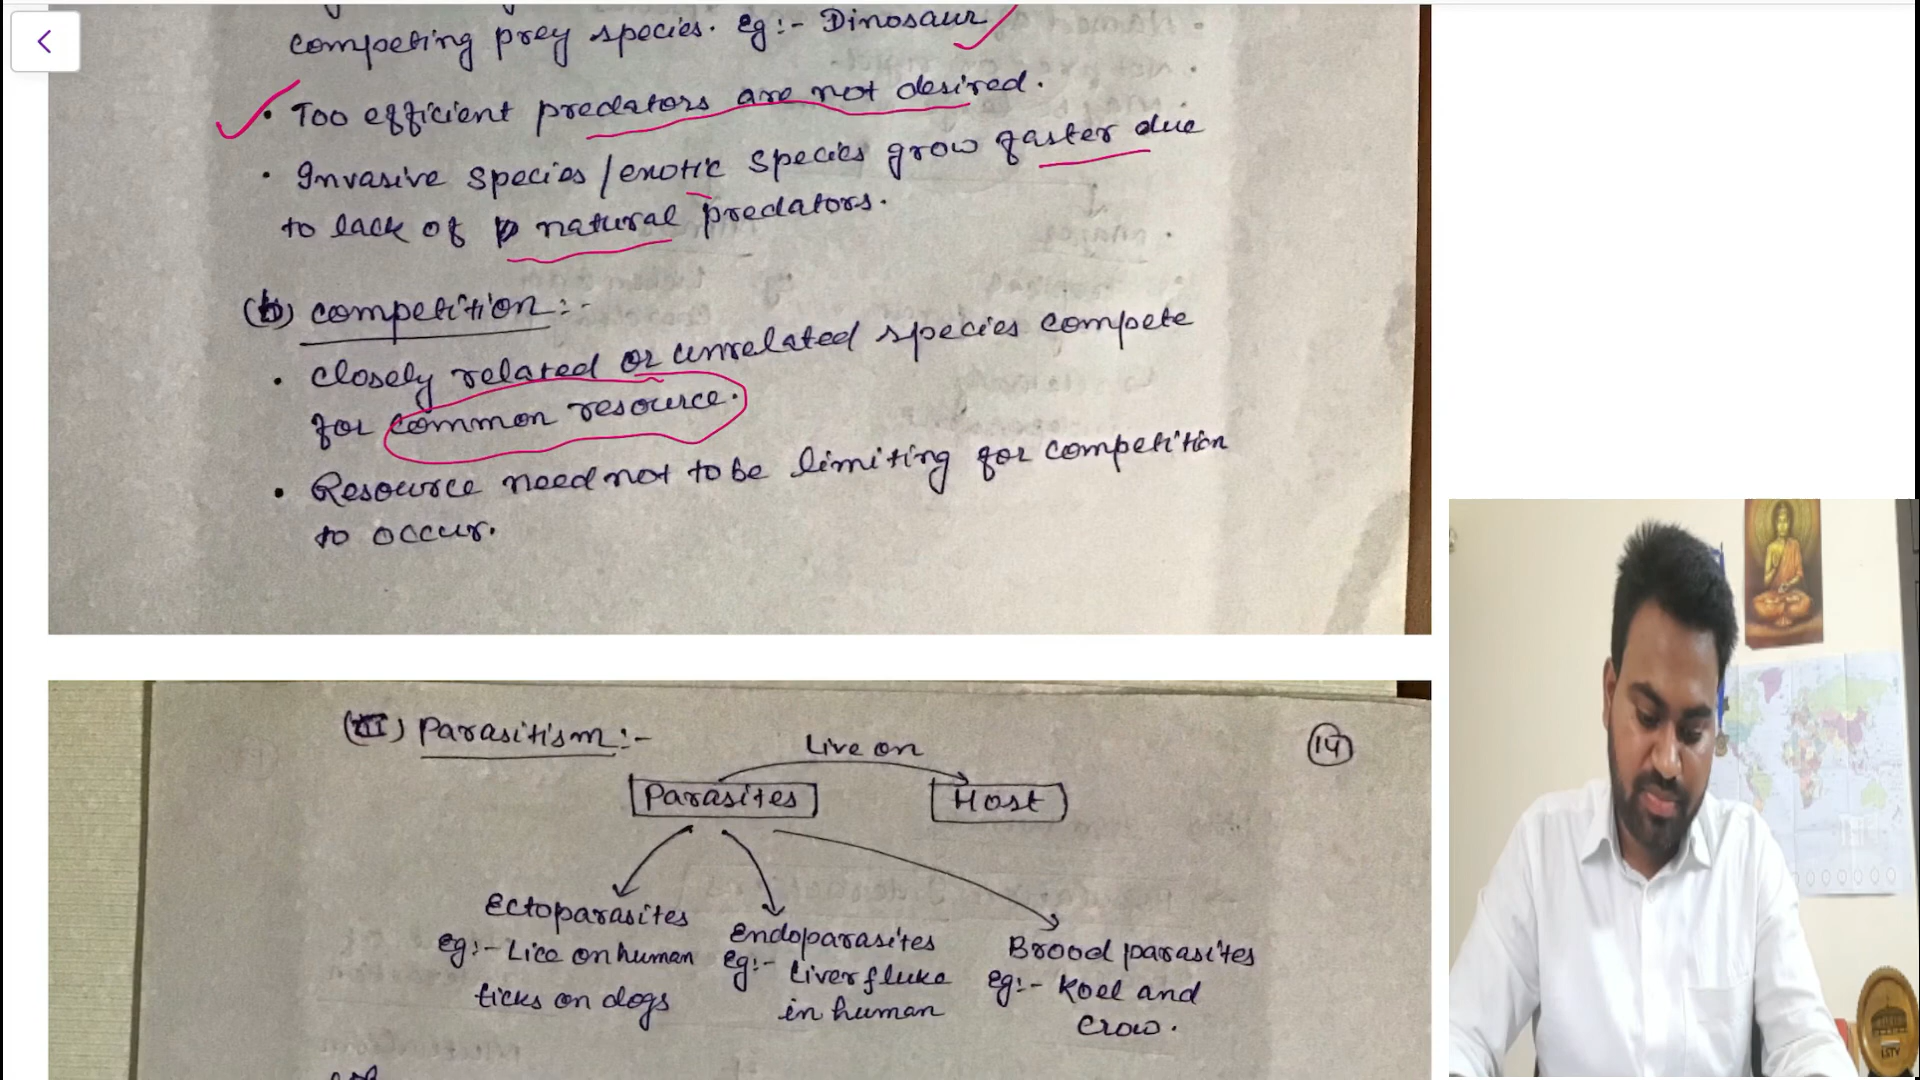 competing prey species. Eg:- Dinosaur
• Too efficient predators are not desired.
• Invasive species/exotic species grow faster due
to lack of natural predators.
(b) competition:-
• closely related or unrelated species compete
for common resource.
• Resource need not to be limiting for competition
to occur.
(III) Parasitism:-
14
Live on
Parasites
Host
Ectoparasites
Eg:- Lice on human
ticks on dogs
Endoparasites
Eg:- Liverfluke
in human
Brood parasites
Eg:- Koel and
crow.
LSTV